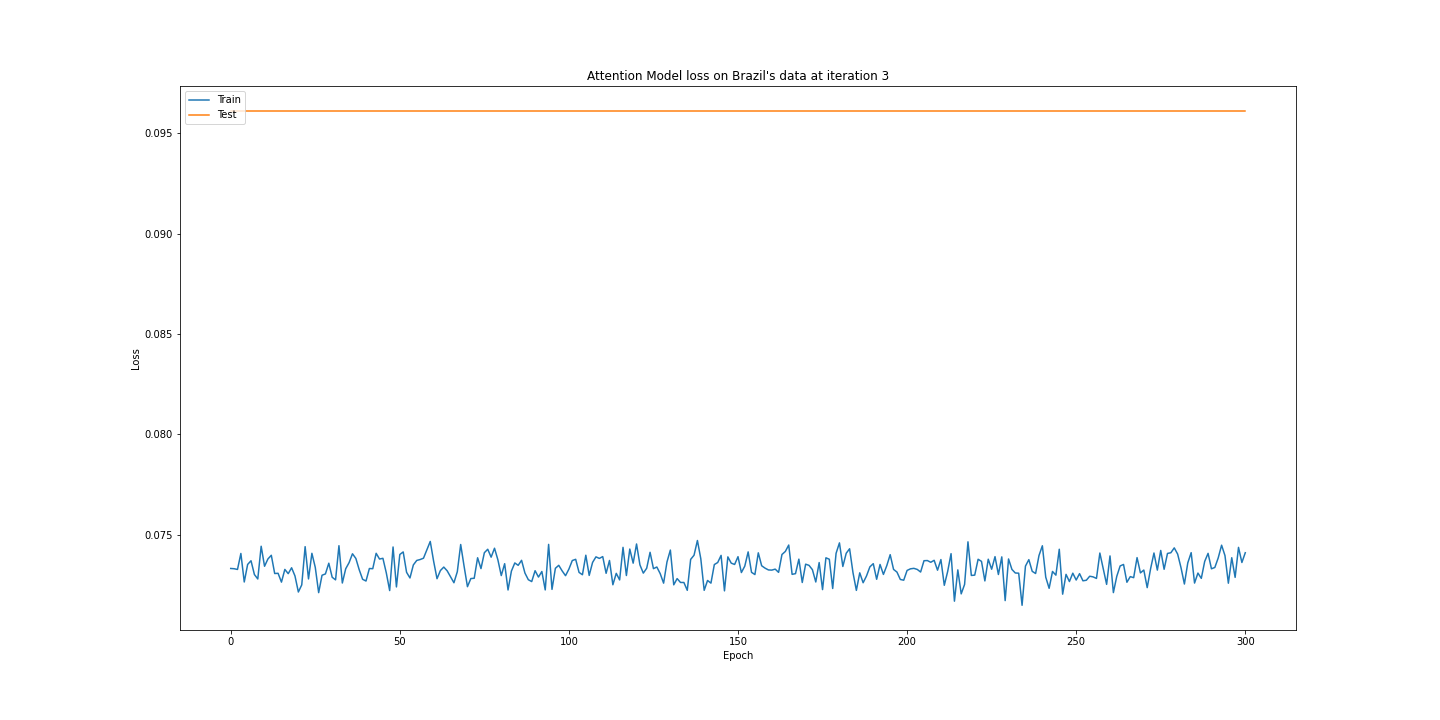 Attention Model loss on Brazil's data at iteration 3
Train
Test
0.095
0.090
0.085
0.080
0.075
Loss
0 50 100 150 200 250 300
Epoch